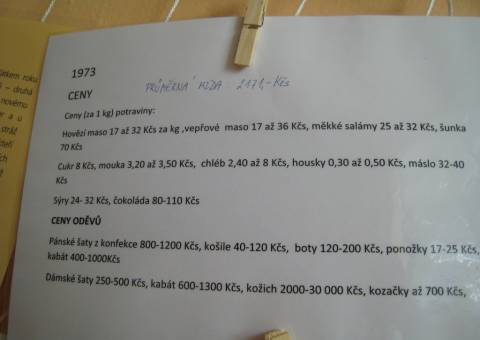 1973
PRŮMĚRNÁ MZDA: 2171,- Kčs
CENY
Ceny (za 1 kg) potraviny:
Hovězí maso 17 až 32 Kčs za kg ,vepřové maso 17 až 36 Kčs, měkké salámy 25 až 32 Kčs, šunka
70 Kčs
Cukr 8 Kčs, mouka 3,20 až 3,50 Kčs, chléb 2,40 až 8 Kčs, housky 0,30 až 0,50 Kčs, máslo 32-40
Kčs
Sýry 24- 32 Kčs, čokoláda 80-110 Kčs
CENY ODĚVŮ
Pánské šaty z konfekce 800-1200 Kčs, košile 40-120 Kčs, boty 120-200 Kčs, ponožky 17-25 Kčs,
kabát 400-1000Kčs
Dámské šaty 250-500 Kčs, kabát 600-1300 Kčs, kožich 2000-30 000 Kčs, kozačky až 700 Kčs,
roku
– druhá
novému